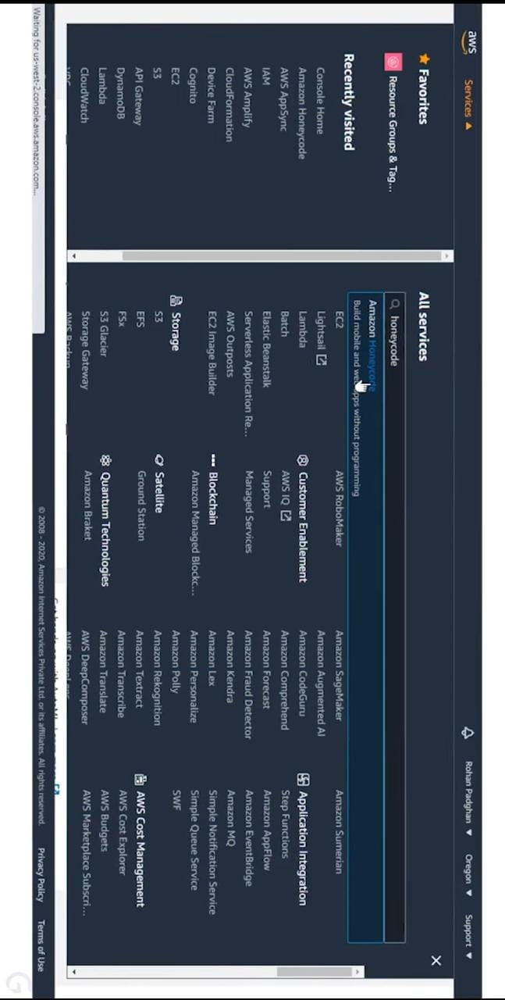 aws
Services
Rohan Padghan
Oregon
Support
Favorites
Resource Groups & Tag...
Recently visited
Console Home
Amazon Honeycode
AWS AppSync
IAM
AWS Amplify
CloudFormation
Device Farm
Cognito
EC2
S3
API Gateway
DynamoDB
Lambda
CloudWatch
VPC
All services
honeycode
Amazon Honeycode
Build mobile and web apps without programming
EC2
Lightsail
Lambda
Batch
Elastic Beanstalk
Serverless Application Re...
AWS Outposts
EC2 Image Builder
Storage
S3
EFS
FSx
S3 Glacier
Storage Gateway
AWS Backup
AWS RoboMaker
Customer Enablement
AWS IQ
Support
Managed Services
Blockchain
Amazon Managed Blockc...
Satellite
Ground Station
Quantum Technologies
Amazon Braket
Amazon SageMaker
Amazon Augmented AI
Amazon CodeGuru
Amazon Comprehend
Amazon Forecast
Amazon Fraud Detector
Amazon Kendra
Amazon Lex
Amazon Personalize
Amazon Polly
Amazon Rekognition
Amazon Textract
Amazon Transcribe
Amazon Translate
AWS DeepComposer
Amazon Sumerian
Application Integration
Step Functions
Amazon AppFlow
Amazon EventBridge
Amazon MQ
Simple Notification Service
Simple Queue Service
SWF
AWS Cost Management
AWS Cost Explorer
AWS Budgets
AWS Marketplace Subscri...
Waiting for us-west-2.console.aws.amazon.com...
© 2008 - 2020, Amazon Internet Services Private Ltd. or its affiliates. All rights reserved.
Privacy Policy
Terms of Use